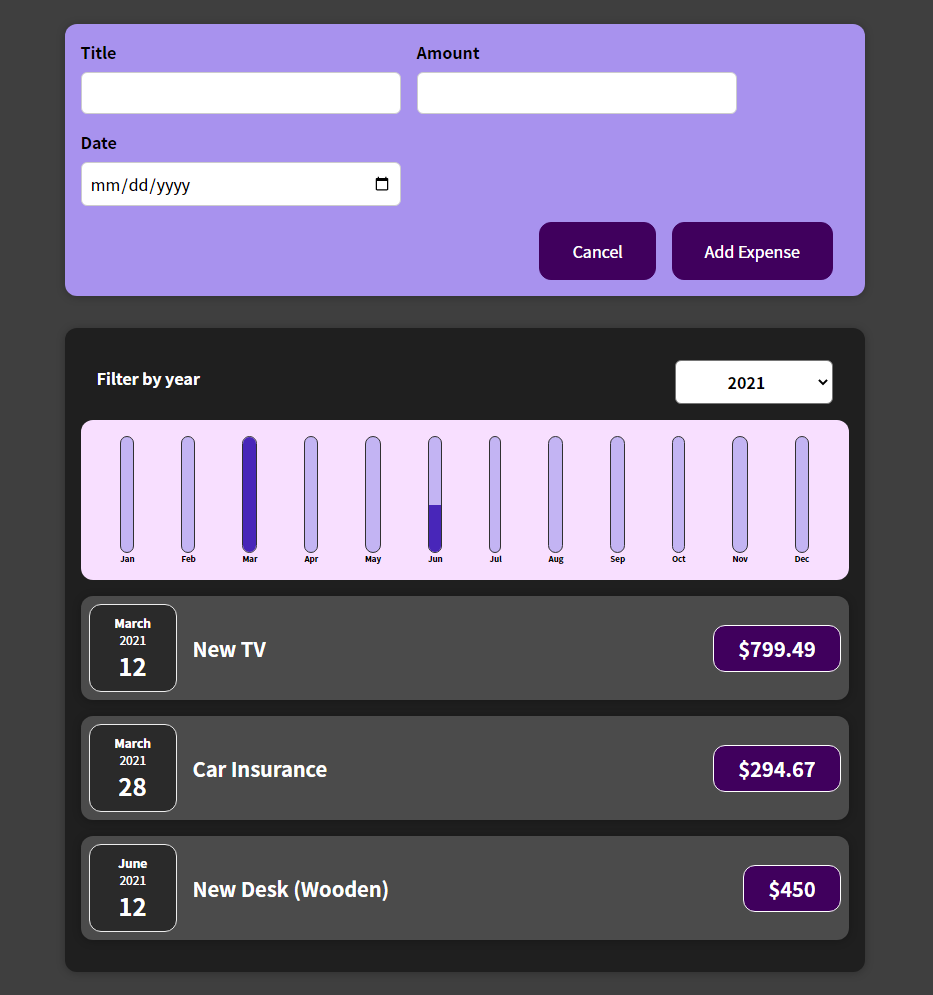 Title Amount
Date
mm/dd/yyyy
Cancel Add Expense
Filter by year 2021
Jan Feb Mar Apr May Jun Jul Aug Sep Oct Nov Dec
March
2021
12
New TV
$799.49
March
2021
28
Car Insurance
$294.67
June
2021
12
New Desk (Wooden)
$450